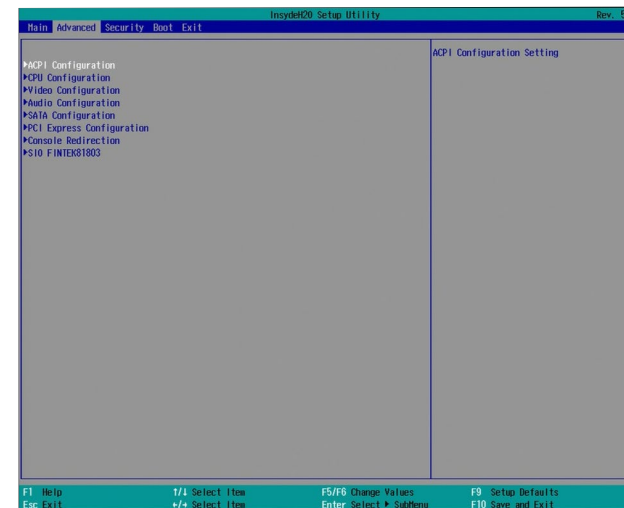 InsydeH20 Setup Utility Rev. 5
Main Advanced Security Boot Exit
ACPI Configuration Setting
▶ACPI Configuration
▶CPU Configuration
▶Video Configuration
▶Audio Configuration
▶SATA Configuration
▶PCI Express Configuration
▶Console Redirection
▶SIO FINTEK81803
F1 Help ↑/↓ Select Item F5/F6 Change Values F9 Setup Defaults
Esc Exit ←/→ Select Item Enter Select ▶ SubMenu F10 Save and Exit